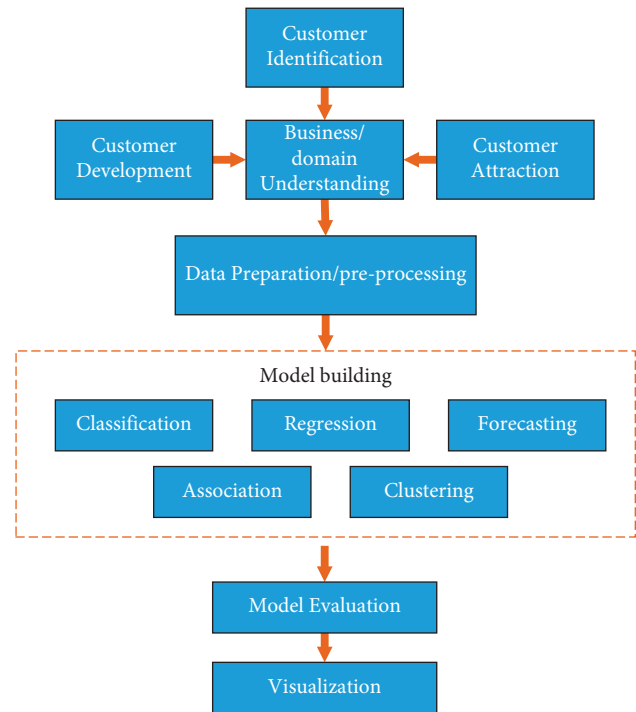 Customer
Identification
Customer
Development
Business/
domain
Understanding
Customer
Attraction
Data Preparation/pre-processing
Model building
Classification
Regression
Forecasting
Association
Clustering
Model Evaluation
Visualization